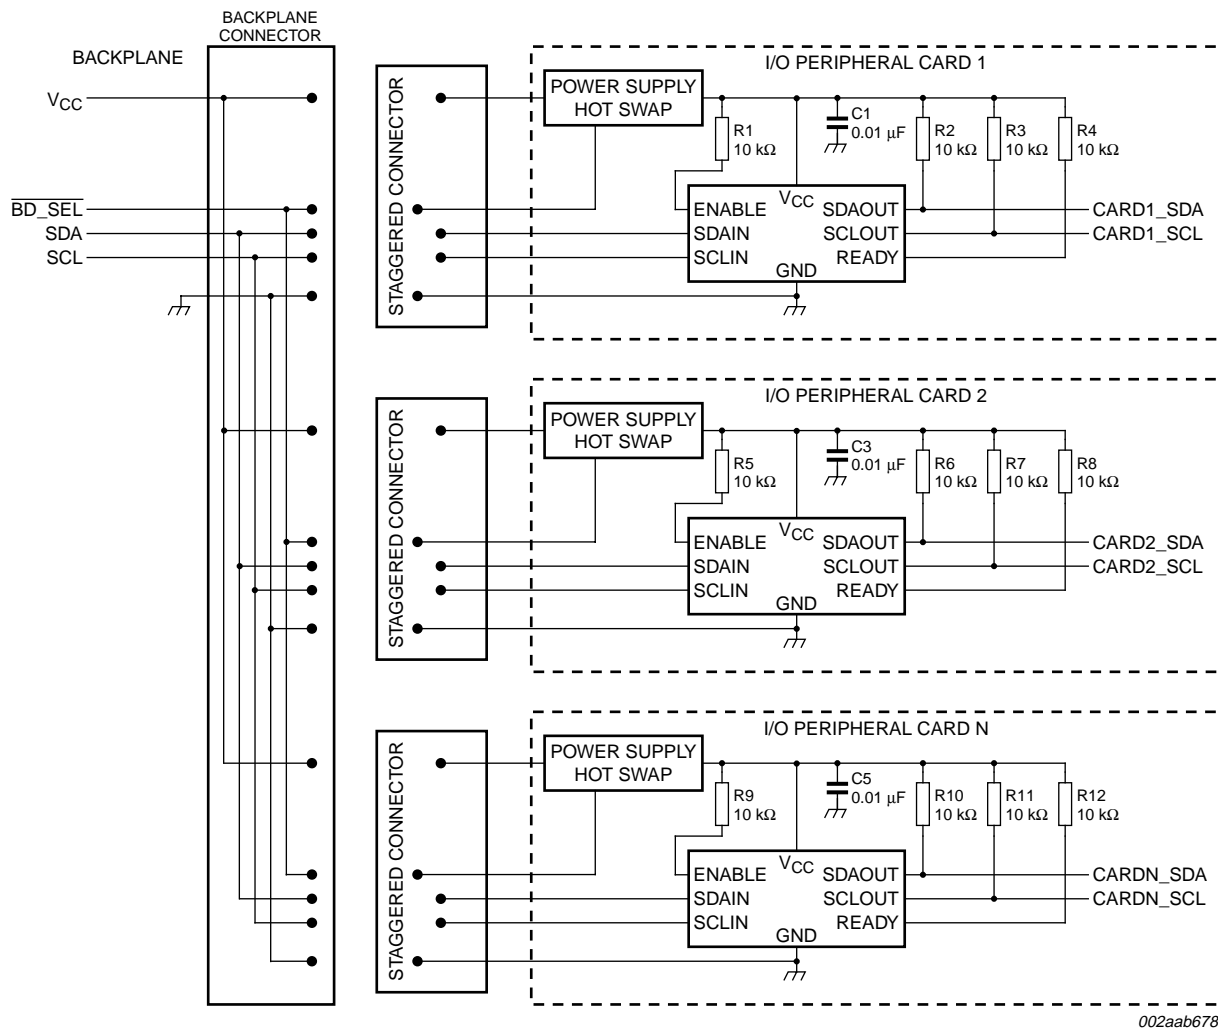 BACKPLANE
CONNECTOR
BACKPLANE
VCC
BD_SEL
SDA
SCL
STAGGERED CONNECTOR
I/O PERIPHERAL CARD 1
POWER SUPPLY
HOT SWAP
R1
10 kΩ
C1
0.01 μF
R2
10 kΩ
R3
10 kΩ
R4
10 kΩ
ENABLE
VCC
SDAOUT
CARD1_SDA
SDAIN
SCLOUT
CARD1_SCL
SCLIN
READY
GND
STAGGERED CONNECTOR
I/O PERIPHERAL CARD 2
POWER SUPPLY
HOT SWAP
R5
10 kΩ
C3
0.01 μF
R6
10 kΩ
R7
10 kΩ
R8
10 kΩ
ENABLE
VCC
SDAOUT
CARD2_SDA
SDAIN
SCLOUT
CARD2_SCL
SCLIN
READY
GND
STAGGERED CONNECTOR
I/O PERIPHERAL CARD N
POWER SUPPLY
HOT SWAP
R9
10 kΩ
C5
0.01 μF
R10
10 kΩ
R11
10 kΩ
R12
10 kΩ
ENABLE
VCC
SDAOUT
CARDN_SDA
SDAIN
SCLOUT
CARDN_SCL
SCLIN
READY
GND
002aab678